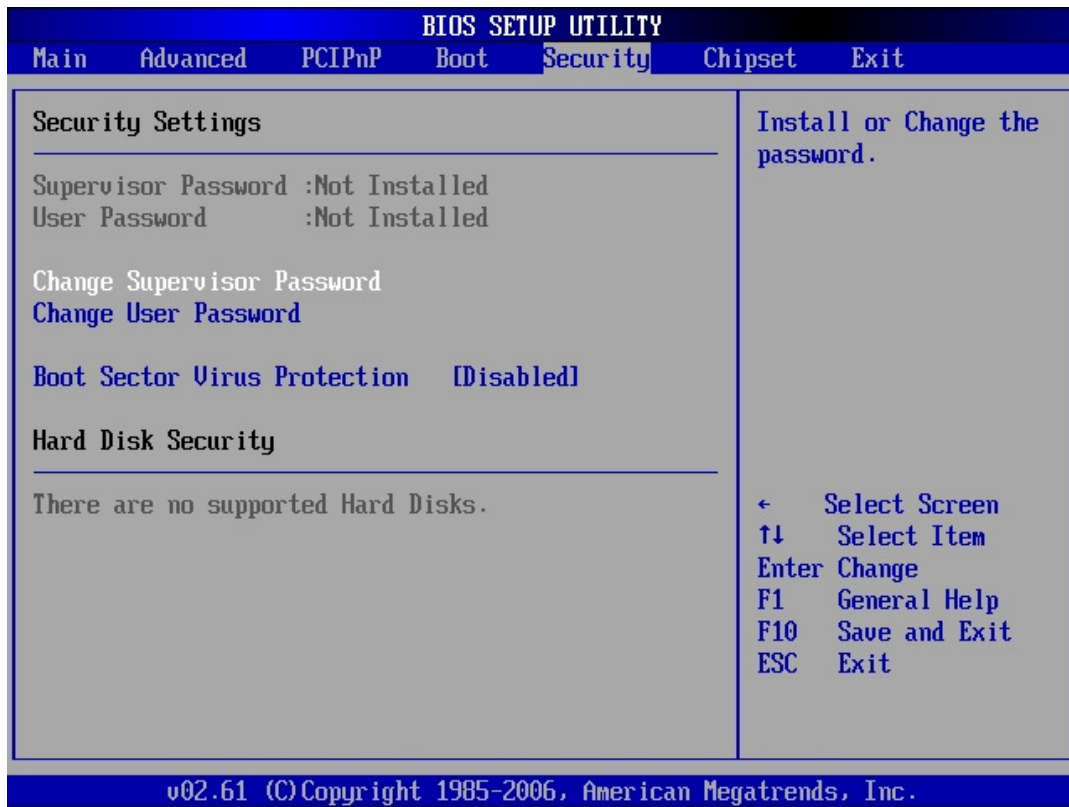 BIOS SETUP UTILITY
Main Advanced PCIPnP Boot Security Chipset Exit
Security Settings
Supervisor Password :Not Installed
User Password :Not Installed
Change Supervisor Password
Change User Password
Boot Sector Virus Protection [Disabled]
Hard Disk Security
There are no supported Hard Disks.
Install or Change the
password.
← Select Screen
↑↓ Select Item
Enter Change
F1 General Help
F10 Save and Exit
ESC Exit
v02.61 (C)Copyright 1985-2006, American Megatrends, Inc.